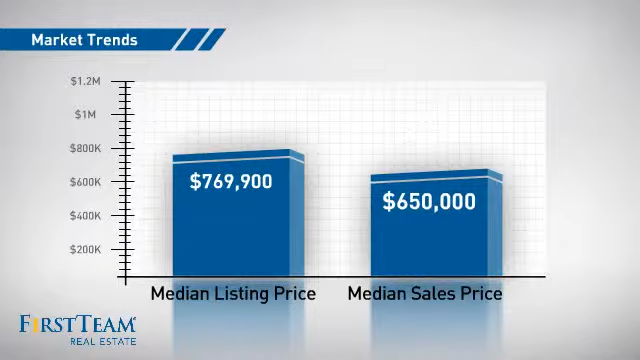 Market Trends
$1.2M
$1M
$800K
$600K
$400K
$200K
$769,900
$650,000
Median Listing Price
Median Sales Price
FIRSTTEAM®
REAL ESTATE